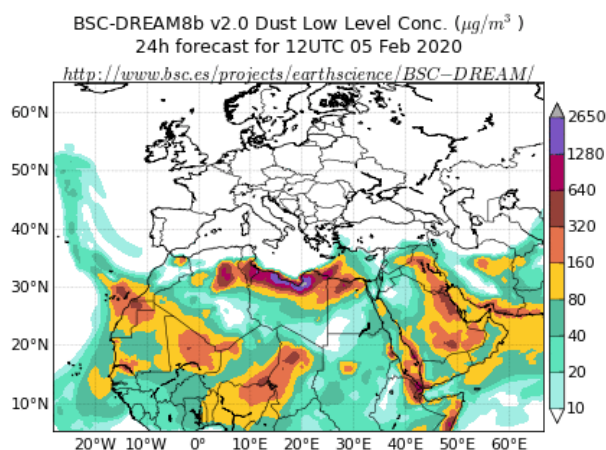 BSC-DREAM8b v2.0 Dust Low Level Conc. (μg/m³ )
24h forecast for 12UTC 05 Feb 2020
http://www.bsc.es/projects/earthscience/BSC−DREAM/
60°N
50°N
40°N
30°N
20°N
10°N
20°W 10°W 0° 10°E 20°E 30°E 40°E 50°E 60°E
2650
1280
640
320
160
80
40
20
10